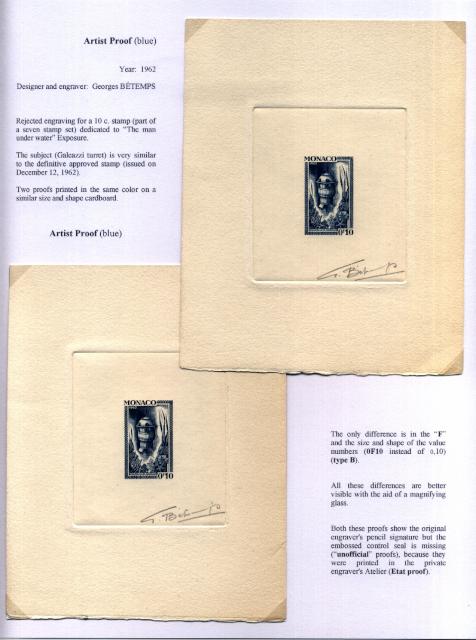 Artist Proof (blue)
Year: 1962
Designer and engraver: Georges BÉTEMPS
Rejected engraving for a 10 c. stamp (part of
a seven stamp set) dedicated to "The man
under water" Exposure.
The subject (Galeazzi turret) is very similar
to the definitive approved stamp (issued on
December 12, 1962).
Two proofs printed in the same color on a
similar size and shape cardboard.
Artist Proof (blue)
MONACO
0F10
MONACO
0F10
The only difference is in the "F"
and the size and shape of the value
numbers (0F10 instead of 0,10)
(type B).
All these differences are better
visible with the aid of a magnifying
glass.
Both these proofs show the original
engraver's pencil signature but the
embossed control seal is missing
("unofficial" proofs), because they
were printed in the private
engraver's Atelier (Etat proof).